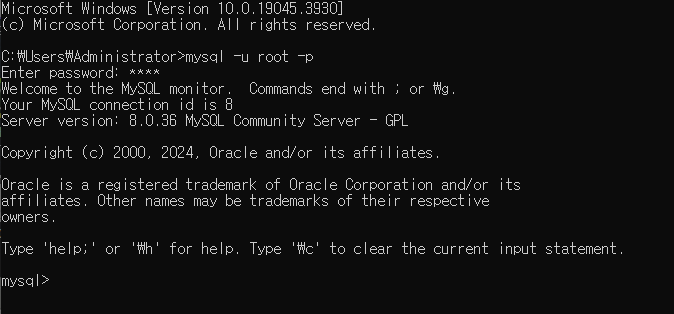 Microsoft Windows [Version 10.0.19045.3930]
(c) Microsoft Corporation. All rights reserved.
C:₩Users₩Administrator>mysql -u root -p
Enter password: ****
Welcome to the MySQL monitor.  Commands end with ; or ₩g.
Your MySQL connection id is 8
Server version: 8.0.36 MySQL Community Server - GPL
Copyright (c) 2000, 2024, Oracle and/or its affiliates.
Oracle is a registered trademark of Oracle Corporation and/or its
affiliates. Other names may be trademarks of their respective
owners.
Type 'help;' or '₩h' for help. Type '₩c' to clear the current input statement.
mysql>